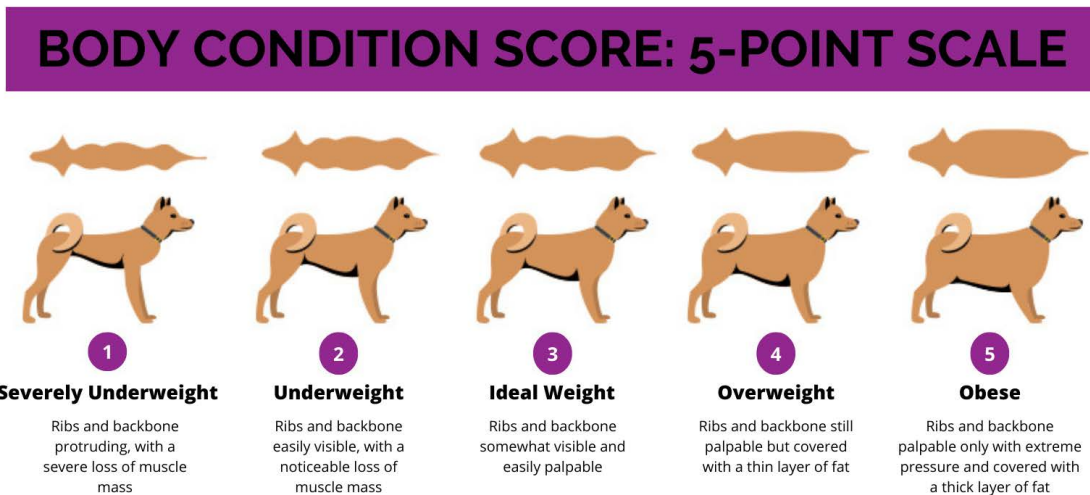 BODY CONDITION SCORE: 5-POINT SCALE
1
Severely Underweight
Ribs and backbone
protruding, with a
severe loss of muscle
mass
2
Underweight
Ribs and backbone
easily visible, with a
noticeable loss of
muscle mass
3
Ideal Weight
Ribs and backbone
somewhat visible and
easily palpable
4
Overweight
Ribs and backbone still
palpable but covered
with a thin layer of fat
5
Obese
Ribs and backbone
palpable only with extreme
pressure and covered with
a thick layer of fat